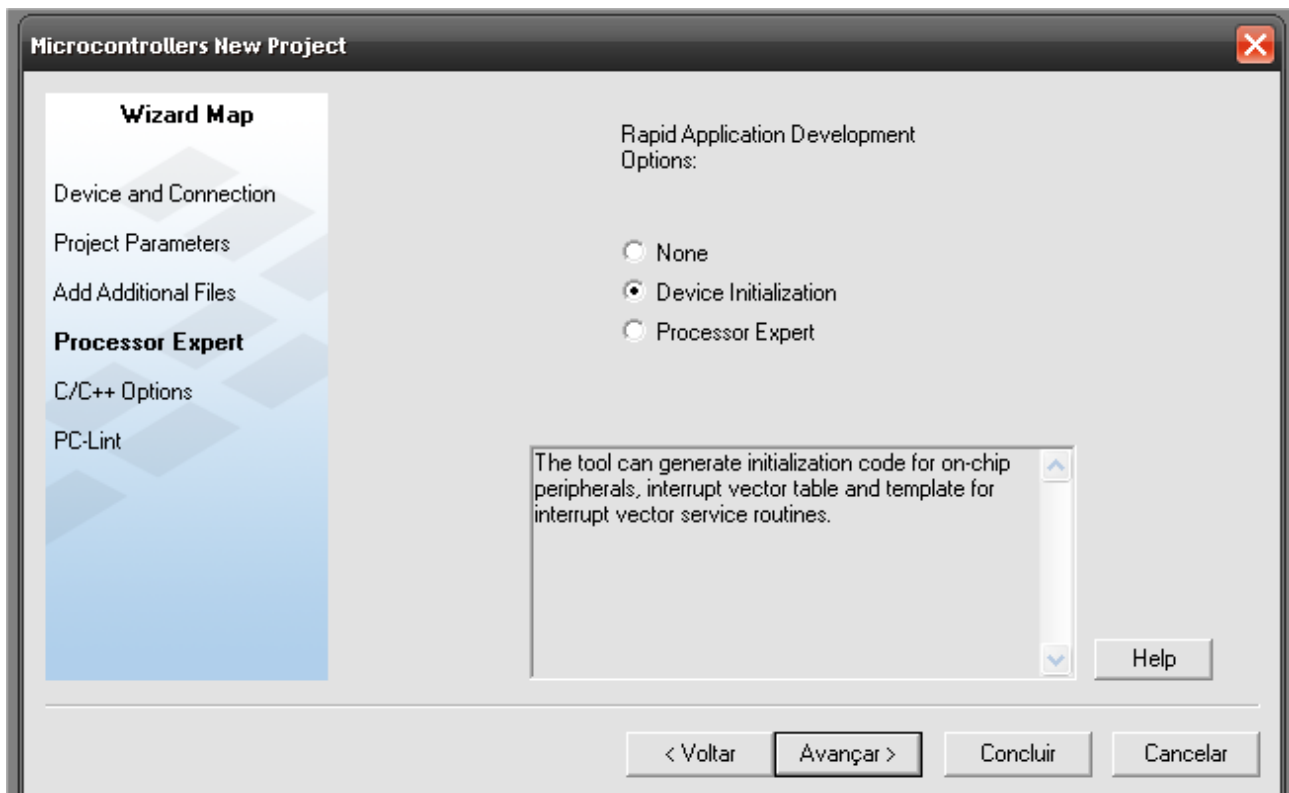 Microcontrollers New Project
Wizard Map
Device and Connection
Project Parameters
Add Additional Files
Processor Expert
C/C++ Options
PC-Lint
Rapid Application Development
Options:
None
Device Initialization
Processor Expert
The tool can generate initialization code for on-chip
peripherals, interrupt vector table and template for
interrupt vector service routines.
Help
< Voltar
Avançar >
Concluir
Cancelar